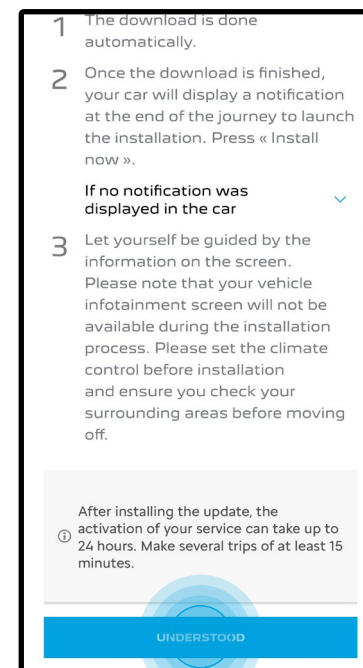 1 The download is done
automatically.
2 Once the download is finished,
your car will display a notification
at the end of the journey to launch
the installation. Press « Install
now ».
If no notification was
displayed in the car
3 Let yourself be guided by the
information on the screen.
Please note that your vehicle
infotainment screen will not be
available during the installation
process. Please set the climate
control before installation
and ensure you check your
surrounding areas before moving
off.
After installing the update, the
activation of your service can take up to
24 hours. Make several trips of at least 15
minutes.
UNDERSTOOD